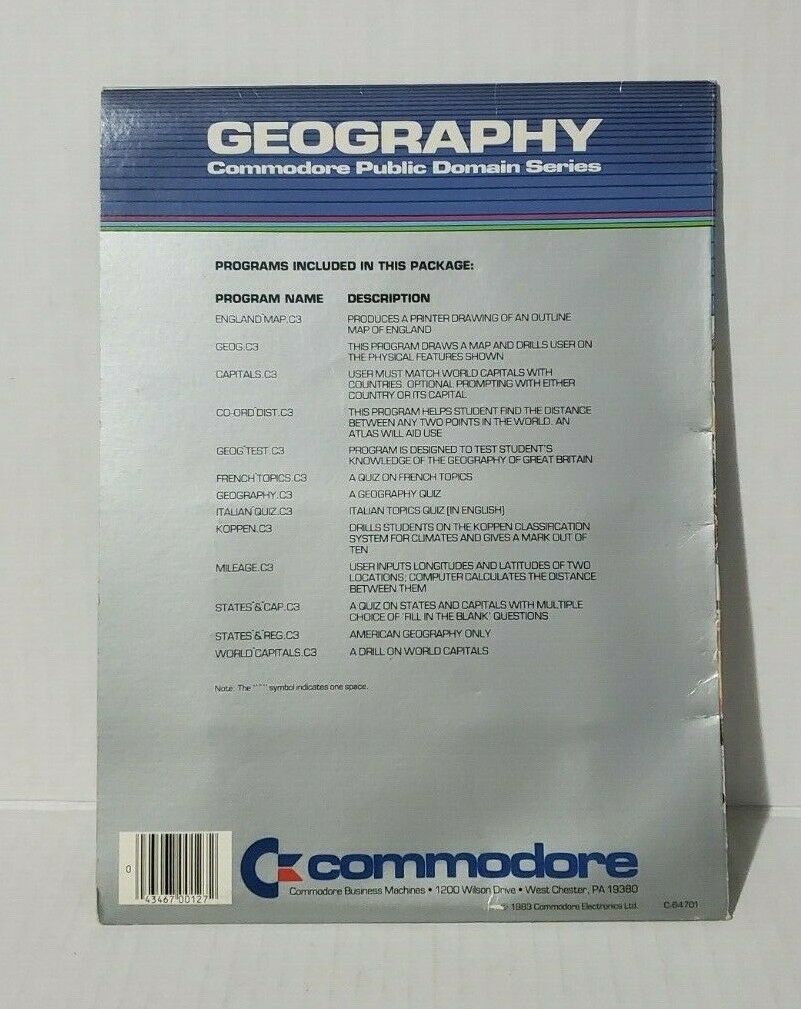 GEOGRAPHY
Commodore Public Domain Series
PROGRAMS INCLUDED IN THIS PACKAGE:
PROGRAM NAME DESCRIPTION
ENGLAND^MAP.C3 PRODUCES A PRINTER DRAWING OF AN OUTLINE
MAP OF ENGLAND
GEOG.C3 THIS PROGRAM DRAWS A MAP AND DRILLS USER ON
THE PHYSICAL FEATURES SHOWN
CAPITALS.C3 USER MUST MATCH WORLD CAPITALS WITH
COUNTRIES. OPTIONAL PROMPTING WITH EITHER
COUNTRY OR ITS CAPITAL
CO-ORD^DIST.C3 THIS PROGRAM HELPS STUDENT FIND THE DISTANCE
BETWEEN ANY TWO POINTS IN THE WORLD. AN
ATLAS WILL AID USE
GEOG^TEST.C3 PROGRAM IS DESIGNED TO TEST STUDENT'S
KNOWLEDGE OF THE GEOGRAPHY OF GREAT BRITAIN
FRENCH^TOPICS.C3 A QUIZ ON FRENCH TOPICS
GEOGRAPHY.C3 A GEOGRAPHY QUIZ
ITALIAN^QUIZ.C3 ITALIAN TOPICS QUIZ (IN ENGLISH)
KOPPEN.C3 DRILLS STUDENTS ON THE KOPPEN CLASSIFICATION
SYSTEM FOR CLIMATES AND GIVES A MARK OUT OF
TEN
MILEAGE.C3 USER INPUTS LONGITUDES AND LATITUDES OF TWO
LOCATIONS; COMPUTER CALCULATES THE DISTANCE
BETWEEN THEM
STATES^&^CAP.C3 A QUIZ ON STATES AND CAPITALS WITH MULTIPLE
CHOICE OF 'FILL IN THE BLANK' QUESTIONS
STATES^&^REG.C3 AMERICAN GEOGRAPHY ONLY
WORLD^CAPITALS.C3 A DRILL ON WORLD CAPITALS
Note: The "^" symbol indicates one space.
0
43467 00127
commodore
Commodore Business Machines • 1200 Wilson Drive • West Chester, PA 19380
© 1983 Commodore Electronics Ltd. C-64701